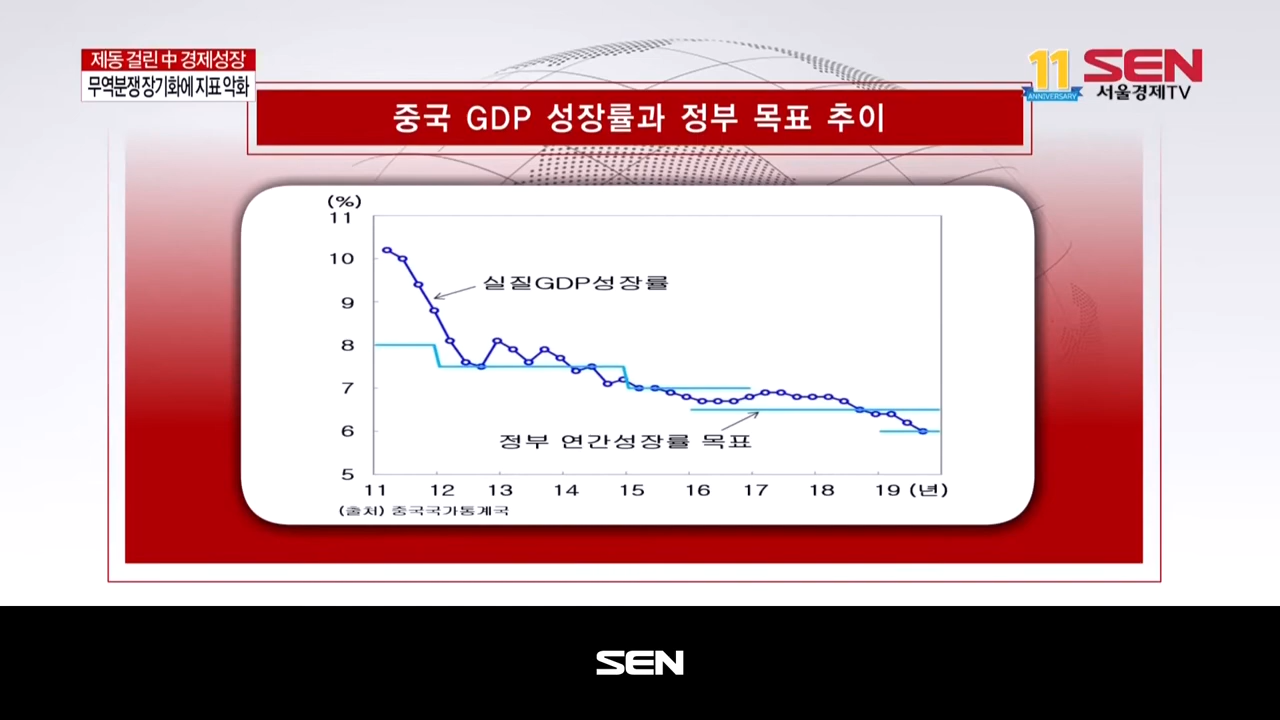 제동 걸린 中 경제성장
무역분쟁 장기화에 지표 악화
11
ANNIVERSARY
SEN
서울경제TV
중국 GDP 성장률과 정부 목표 추이
(%)
11
10
9
8
7
6
5
실질GDP성장률
정부 연간성장률 목표
11 12 13 14 15 16 17 18 19 (년)
(출처) 중국국가통계국
SEN